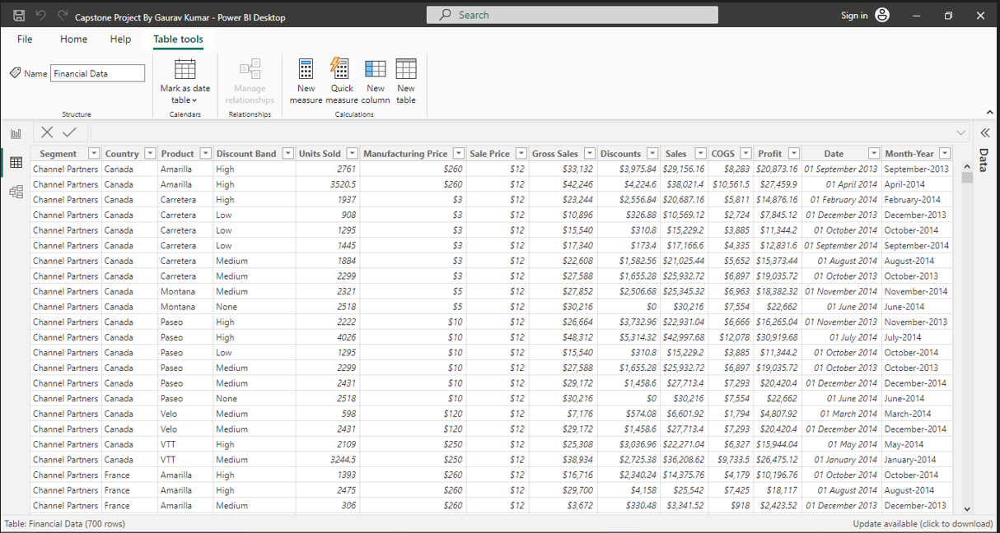 Capstone Project By Gaurav Kumar - Power BI Desktop Search Sign in
File Home Help Table tools
Name Financial Data
Mark as date table
Manage relationships
New measure
Quick measure
New column
New table
Structure Calendars Relationships Calculations
Segment Country Product Discount Band Units Sold Manufacturing Price Sale Price Gross Sales Discounts Sales COGS Profit Date Month-Year
Data
Channel Partners Canada Amarilla High 2761 $260 $12 $33,132 $3,975.84 $29,156.16 $8,283 $20,873.16 01 September 2013 September-2013
Channel Partners Canada Amarilla High 3520.5 $260 $12 $42,246 $4,224.6 $38,021.4 $10,561.5 $27,459.9 01 April 2014 April-2014
Channel Partners Canada Carretera High 1937 $3 $12 $23,244 $2,556.84 $20,687.16 $5,811 $14,876.16 01 February 2014 February-2014
Channel Partners Canada Carretera Low 908 $3 $12 $10,896 $326.88 $10,569.12 $2,724 $7,845.12 01 December 2013 December-2013
Channel Partners Canada Carretera Low 1295 $3 $12 $15,540 $310.8 $15,229.2 $3,885 $11,344.2 01 October 2014 October-2014
Channel Partners Canada Carretera Low 1445 $3 $12 $17,340 $173.4 $17,166.6 $4,335 $12,831.6 01 September 2014 September-2014
Channel Partners Canada Carretera Medium 1884 $3 $12 $22,608 $1,582.56 $21,025.44 $5,652 $15,373.44 01 August 2014 August-2014
Channel Partners Canada Carretera Medium 2299 $3 $12 $27,588 $1,655.28 $25,932.72 $6,897 $19,035.72 01 October 2013 October-2013
Channel Partners Canada Montana Medium 2321 $5 $12 $27,852 $2,506.68 $25,345.32 $6,963 $18,382.32 01 November 2014 November-2014
Channel Partners Canada Montana None 2518 $5 $12 $30,216 $0 $30,216 $7,554 $22,662 01 June 2014 June-2014
Channel Partners Canada Paseo High 2222 $10 $12 $26,664 $3,732.96 $22,931.04 $6,666 $16,265.04 01 November 2013 November-2013
Channel Partners Canada Paseo High 4026 $10 $12 $48,312 $5,314.32 $42,997.68 $12,078 $30,919.68 01 July 2014 July-2014
Channel Partners Canada Paseo Low 1295 $10 $12 $15,540 $310.8 $15,229.2 $3,885 $11,344.2 01 October 2014 October-2014
Channel Partners Canada Paseo Medium 2299 $10 $12 $27,588 $1,655.28 $25,932.72 $6,897 $19,035.72 01 October 2013 October-2013
Channel Partners Canada Paseo Medium 2431 $10 $12 $29,172 $1,458.6 $27,713.4 $7,293 $20,420.4 01 December 2014 December-2014
Channel Partners Canada Paseo None 2518 $10 $12 $30,216 $0 $30,216 $7,554 $22,662 01 June 2014 June-2014
Channel Partners Canada Velo Medium 598 $120 $12 $7,176 $574.08 $6,601.92 $1,794 $4,807.92 01 March 2014 March-2014
Channel Partners Canada Velo Medium 2431 $120 $12 $29,172 $1,458.6 $27,713.4 $7,293 $20,420.4 01 December 2014 December-2014
Channel Partners Canada VTT High 2109 $250 $12 $25,308 $3,036.96 $22,271.04 $6,327 $15,944.04 01 May 2014 May-2014
Channel Partners Canada VTT Medium 3244.5 $250 $12 $38,934 $2,725.38 $36,208.62 $9,733.5 $26,475.12 01 January 2014 January-2014
Channel Partners France Amarilla High 1393 $260 $12 $16,716 $2,340.24 $14,375.76 $4,179 $10,196.76 01 October 2014 October-2014
Channel Partners France Amarilla High 2475 $260 $12 $29,700 $4,158 $25,542 $7,425 $18,117 01 August 2014 August-2014
Channel Partners France Amarilla Medium 306 $260 $12 $3,672 $330.48 $3,341.52 $918 $2,423.52 01 December 2013 December-2013
Table: Financial Data (700 rows) Update available (click to download)